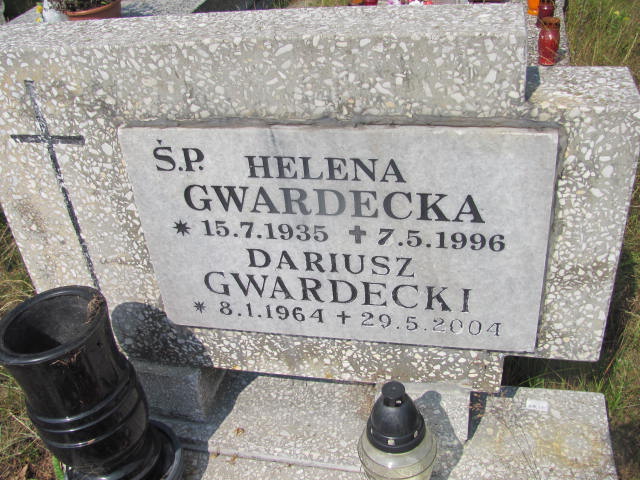 Ś.P. HELENA
GWARDECKA
* 15.7.1935 ✝ 7.5.1996
DARIUSZ
GWARDECKI
* 8.1.1964 ✝ 29.5.2004